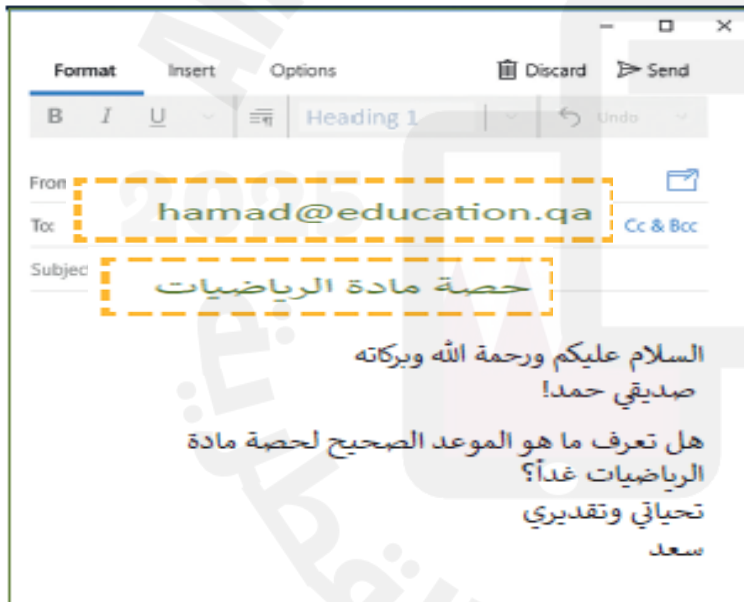 Format Insert Options Discard Send
B I U Heading 1 Undo
From
hamad@education.qa
To: Cc & Bcc
Subject
حصة مادة الرياضيات
السلام عليكم ورحمة الله وبركاته
صديقي حمد!
هل تعرف ما هو الموعد الصحيح لحصة مادة
الرياضيات غداً؟
تحياتي وتقديري
سعد
2025